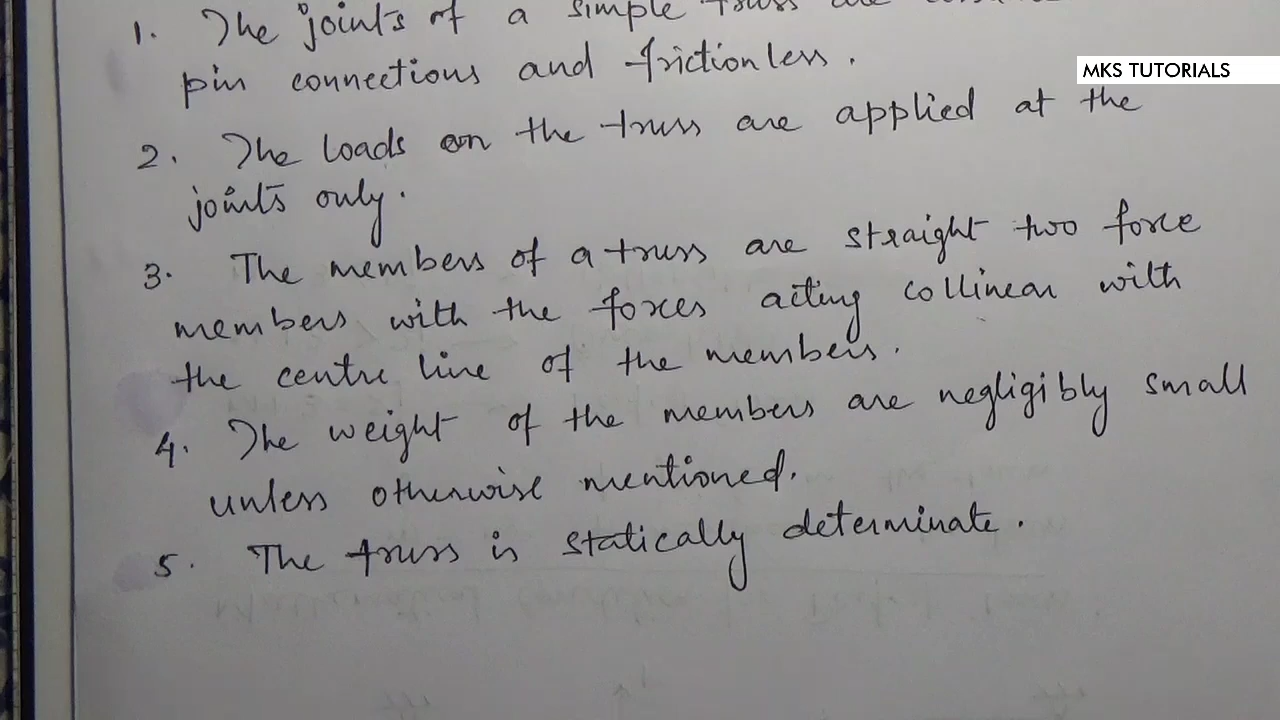 1. The joints of a simple truss are
pin connections and frictionless.
MKS TUTORIALS
2. The loads on the truss are applied at the
joints only.
3. The members of a truss are straight two force
members with the forces acting collinear with
the centre line of the members.
4. The weight of the members are negligibly small
unless otherwise mentioned.
5. The truss is statically determinate.